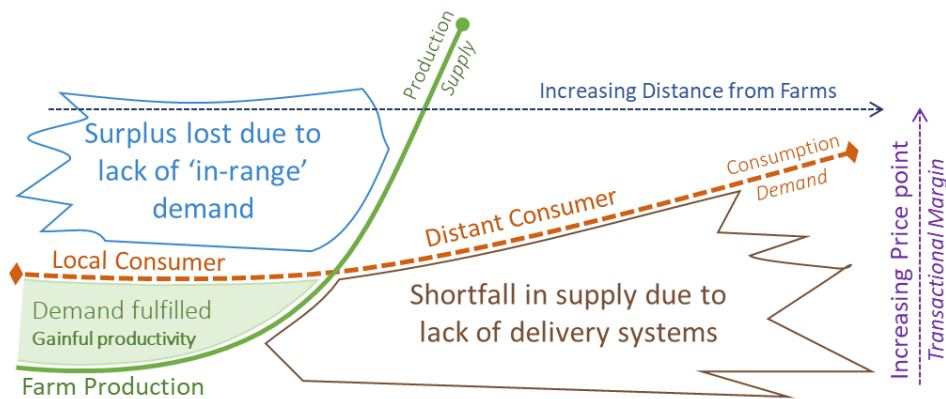 Production
Supply
Increasing Distance from Farms
Surplus lost due to
lack of ‘in-range’
demand
Consumption
Demand
Distant Consumer
Local Consumer
Demand fulfilled
Gainful productivity
Shortfall in supply due to
lack of delivery systems
Farm Production
Increasing Price point
Transactional Margin